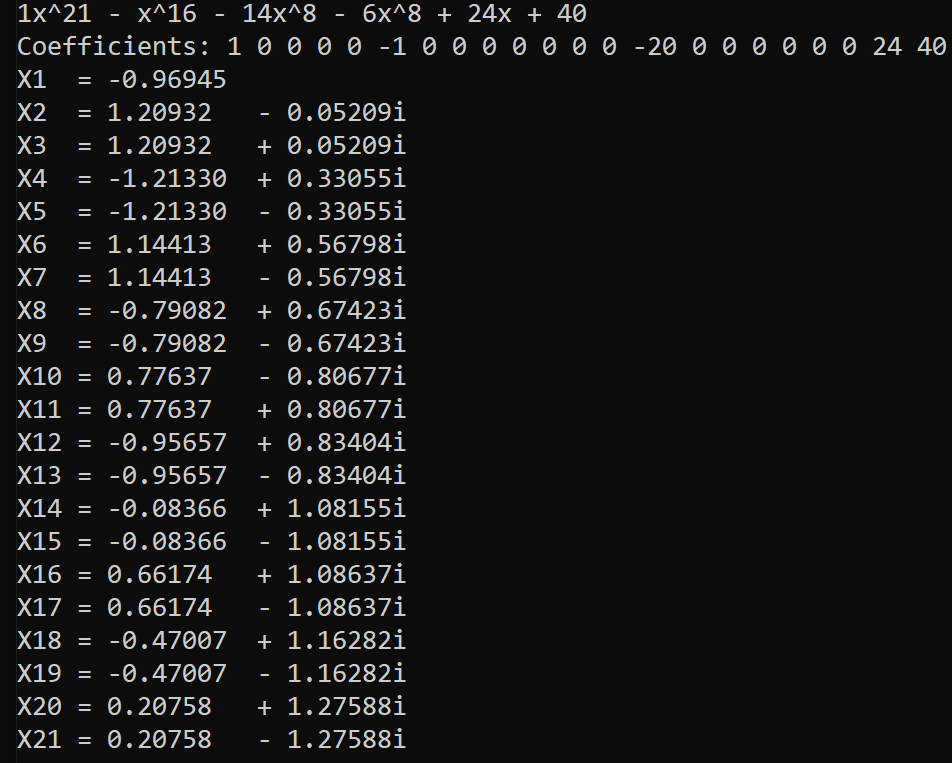 1x^21 - x^16 - 14x^8 - 6x^8 + 24x + 40
Coefficients: 1 0 0 0 0 -1 0 0 0 0 0 0 0 -20 0 0 0 0 0 0 24 40
X1  = -0.96945
X2  = 1.20932   - 0.05209i
X3  = 1.20932   + 0.05209i
X4  = -1.21330  + 0.33055i
X5  = -1.21330  - 0.33055i
X6  = 1.14413   + 0.56798i
X7  = 1.14413   - 0.56798i
X8  = -0.79082  + 0.67423i
X9  = -0.79082  - 0.67423i
X10 = 0.77637   - 0.80677i
X11 = 0.77637   + 0.80677i
X12 = -0.95657  + 0.83404i
X13 = -0.95657  - 0.83404i
X14 = -0.08366  + 1.08155i
X15 = -0.08366  - 1.08155i
X16 = 0.66174   + 1.08637i
X17 = 0.66174   - 1.08637i
X18 = -0.47007  + 1.16282i
X19 = -0.47007  - 1.16282i
X20 = 0.20758   + 1.27588i
X21 = 0.20758   - 1.27588i